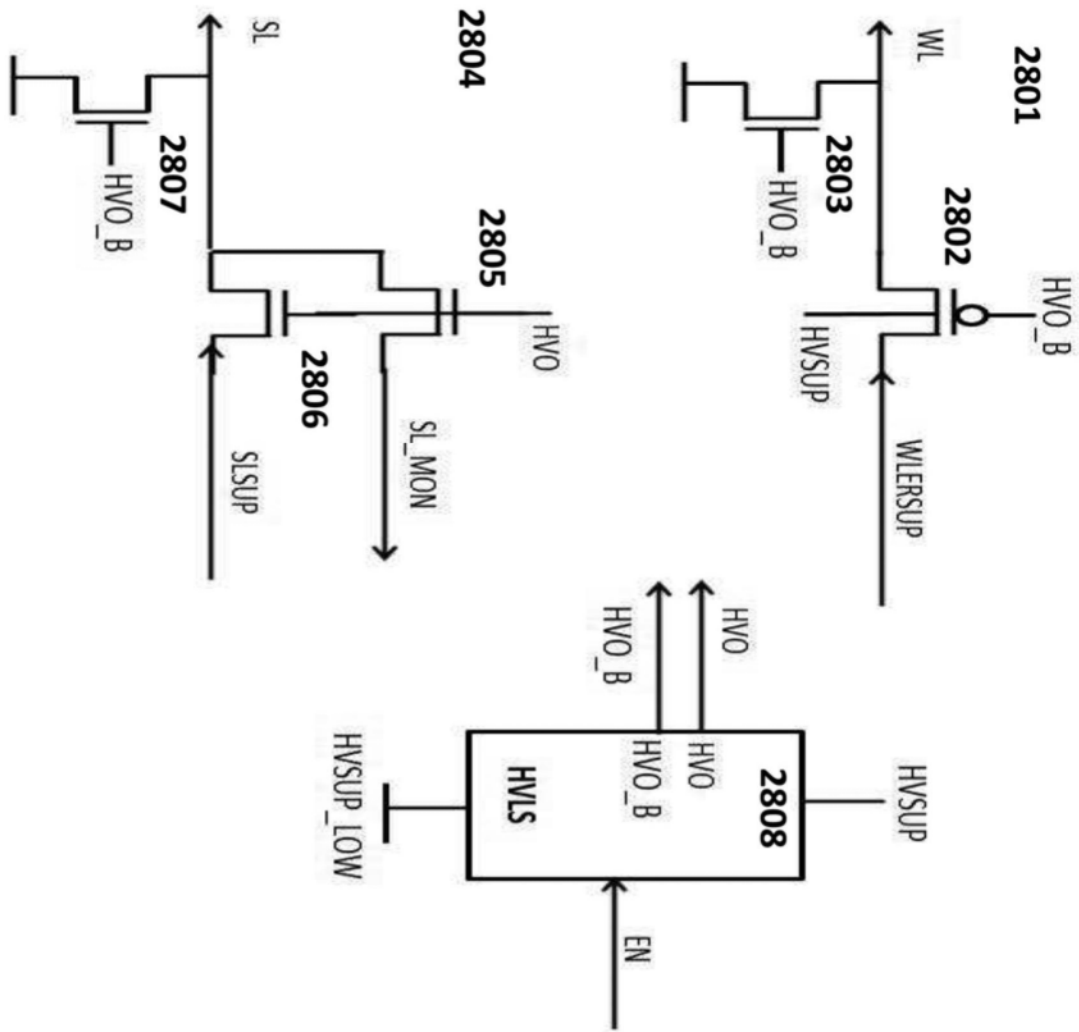 2801
WL
2803
HVO_B
2802
HVO_B
HVSUP
WLERSUP
2804
SL
2807
HVO_B
2805
HVO
2806
SL_MON
SLSUP
HVSUP
2808
HVO
HVO
HVO_B
HVO_B
HVLS
HVSUP_LOW
EN